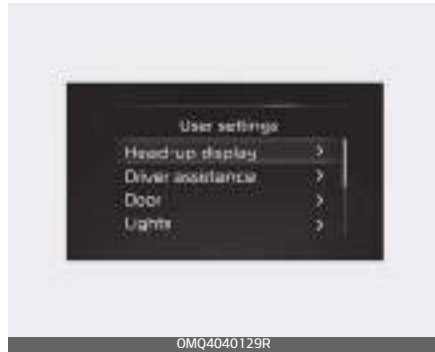 User settings
Head-up display
Driver assistance
Door
Lights
OMQ4040129R